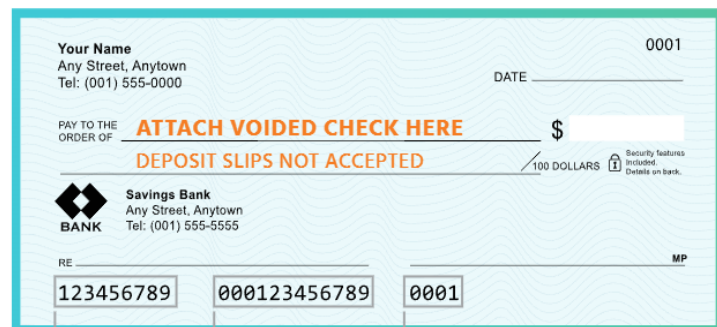 Your Name
0001
Any Street, Anytown
Tel: (001) 555-0000
DATE
PAY TO THE
ORDER OF
ATTACH VOIDED CHECK HERE
$
DEPOSIT SLIPS NOT ACCEPTED
/100 DOLLARS
Security features
Included.
Details on back.
Savings Bank
Any Street, Anytown
Tel: (001) 555-5555
BANK
RE
MP
123456789 000123456789 0001